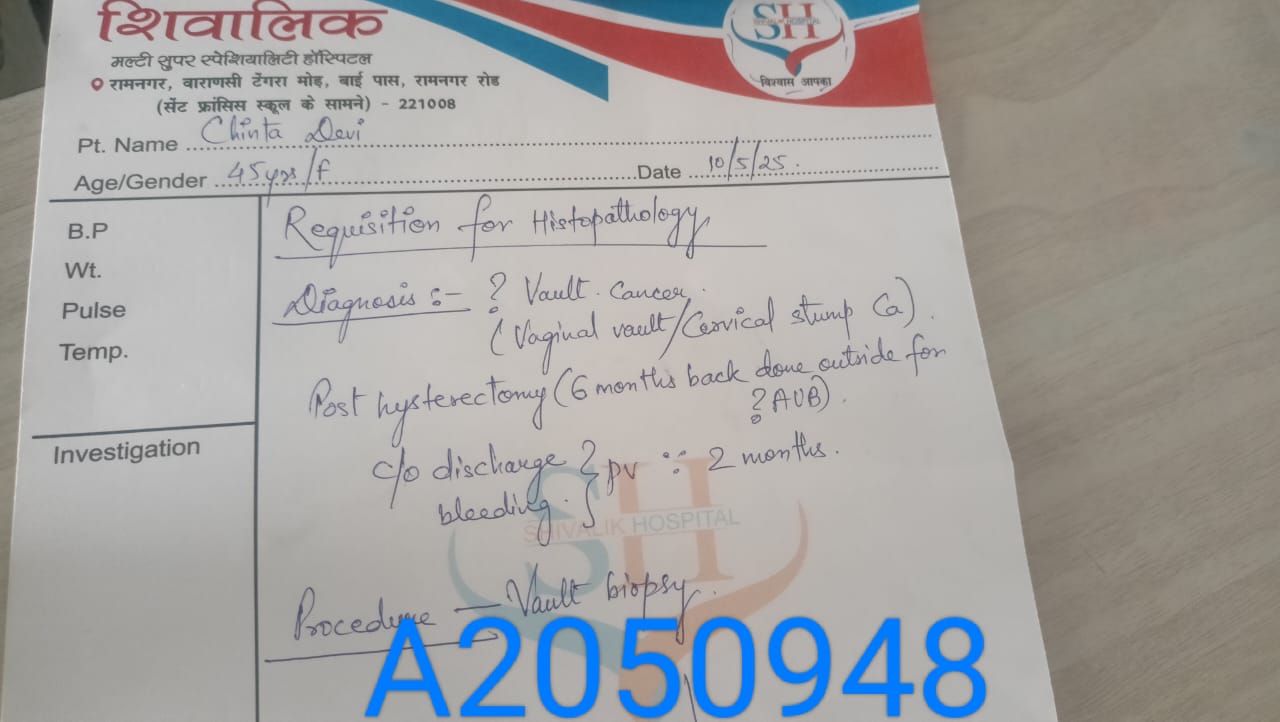 शिवालिक
मल्टी सुपर स्पेशियालिटी हॉस्पिटल
रामनगर, वाराणसी टेंगरा मोड़, बाई पास, रामनगर रोड
(सेंट फ्रांसिस स्कूल के सामने) - 221008
SH
SHIVALIK HOSPITAL
विश्वास आपका
Pt. Name Chinta Devi
Age/Gender 45yrs/f Date 10/5/25.
B.P
Wt.
Pulse
Temp.
Investigation
Requisition for Histopathology
Diagnosis :- ? Vault Cancer.
(Vaginal vault/Cervical stump Ca).
Post hysterectomy (6 months back done outside for
? AUB).
c/o discharge } PV ∵ 2 months.
bleeding.
SH
SHIVALIK HOSPITAL
Procedure — Vault biopsy.
A2050948